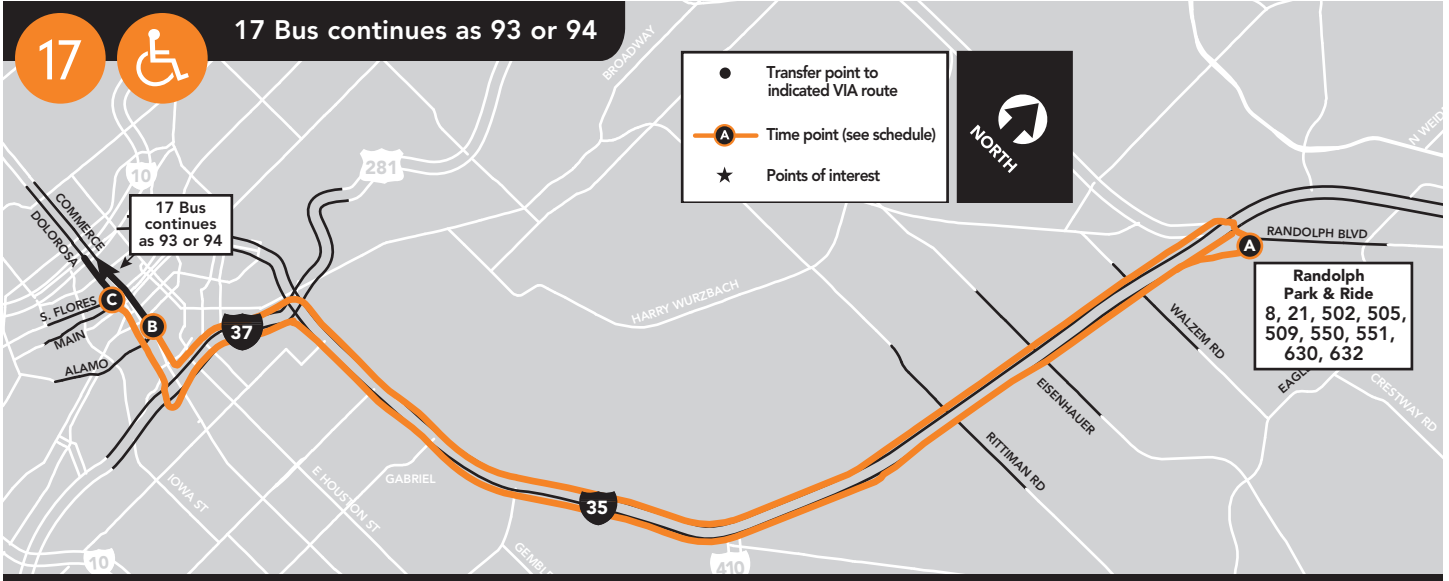 17
17 Bus continues as 93 or 94
BROADWAY
Transfer point to
indicated VIA route
A
Time point (see schedule)
Points of interest
NORTH
281
10
COMMERCE
DOLOROSA
17 Bus
continues
as 93 or 94
S. FLORES
C
MAIN
B
ALAMO
37
HARRY WURZBACH
A
RANDOLPH BLVD
Randolph
Park & Ride
8, 21, 502, 505,
509, 550, 551,
630, 632
WALZEM RD
EISENHAUER
CRESTWAY RD
RITTIMAN RD
IOWA ST
E HOUSTON ST
GABRIEL
35
10
410